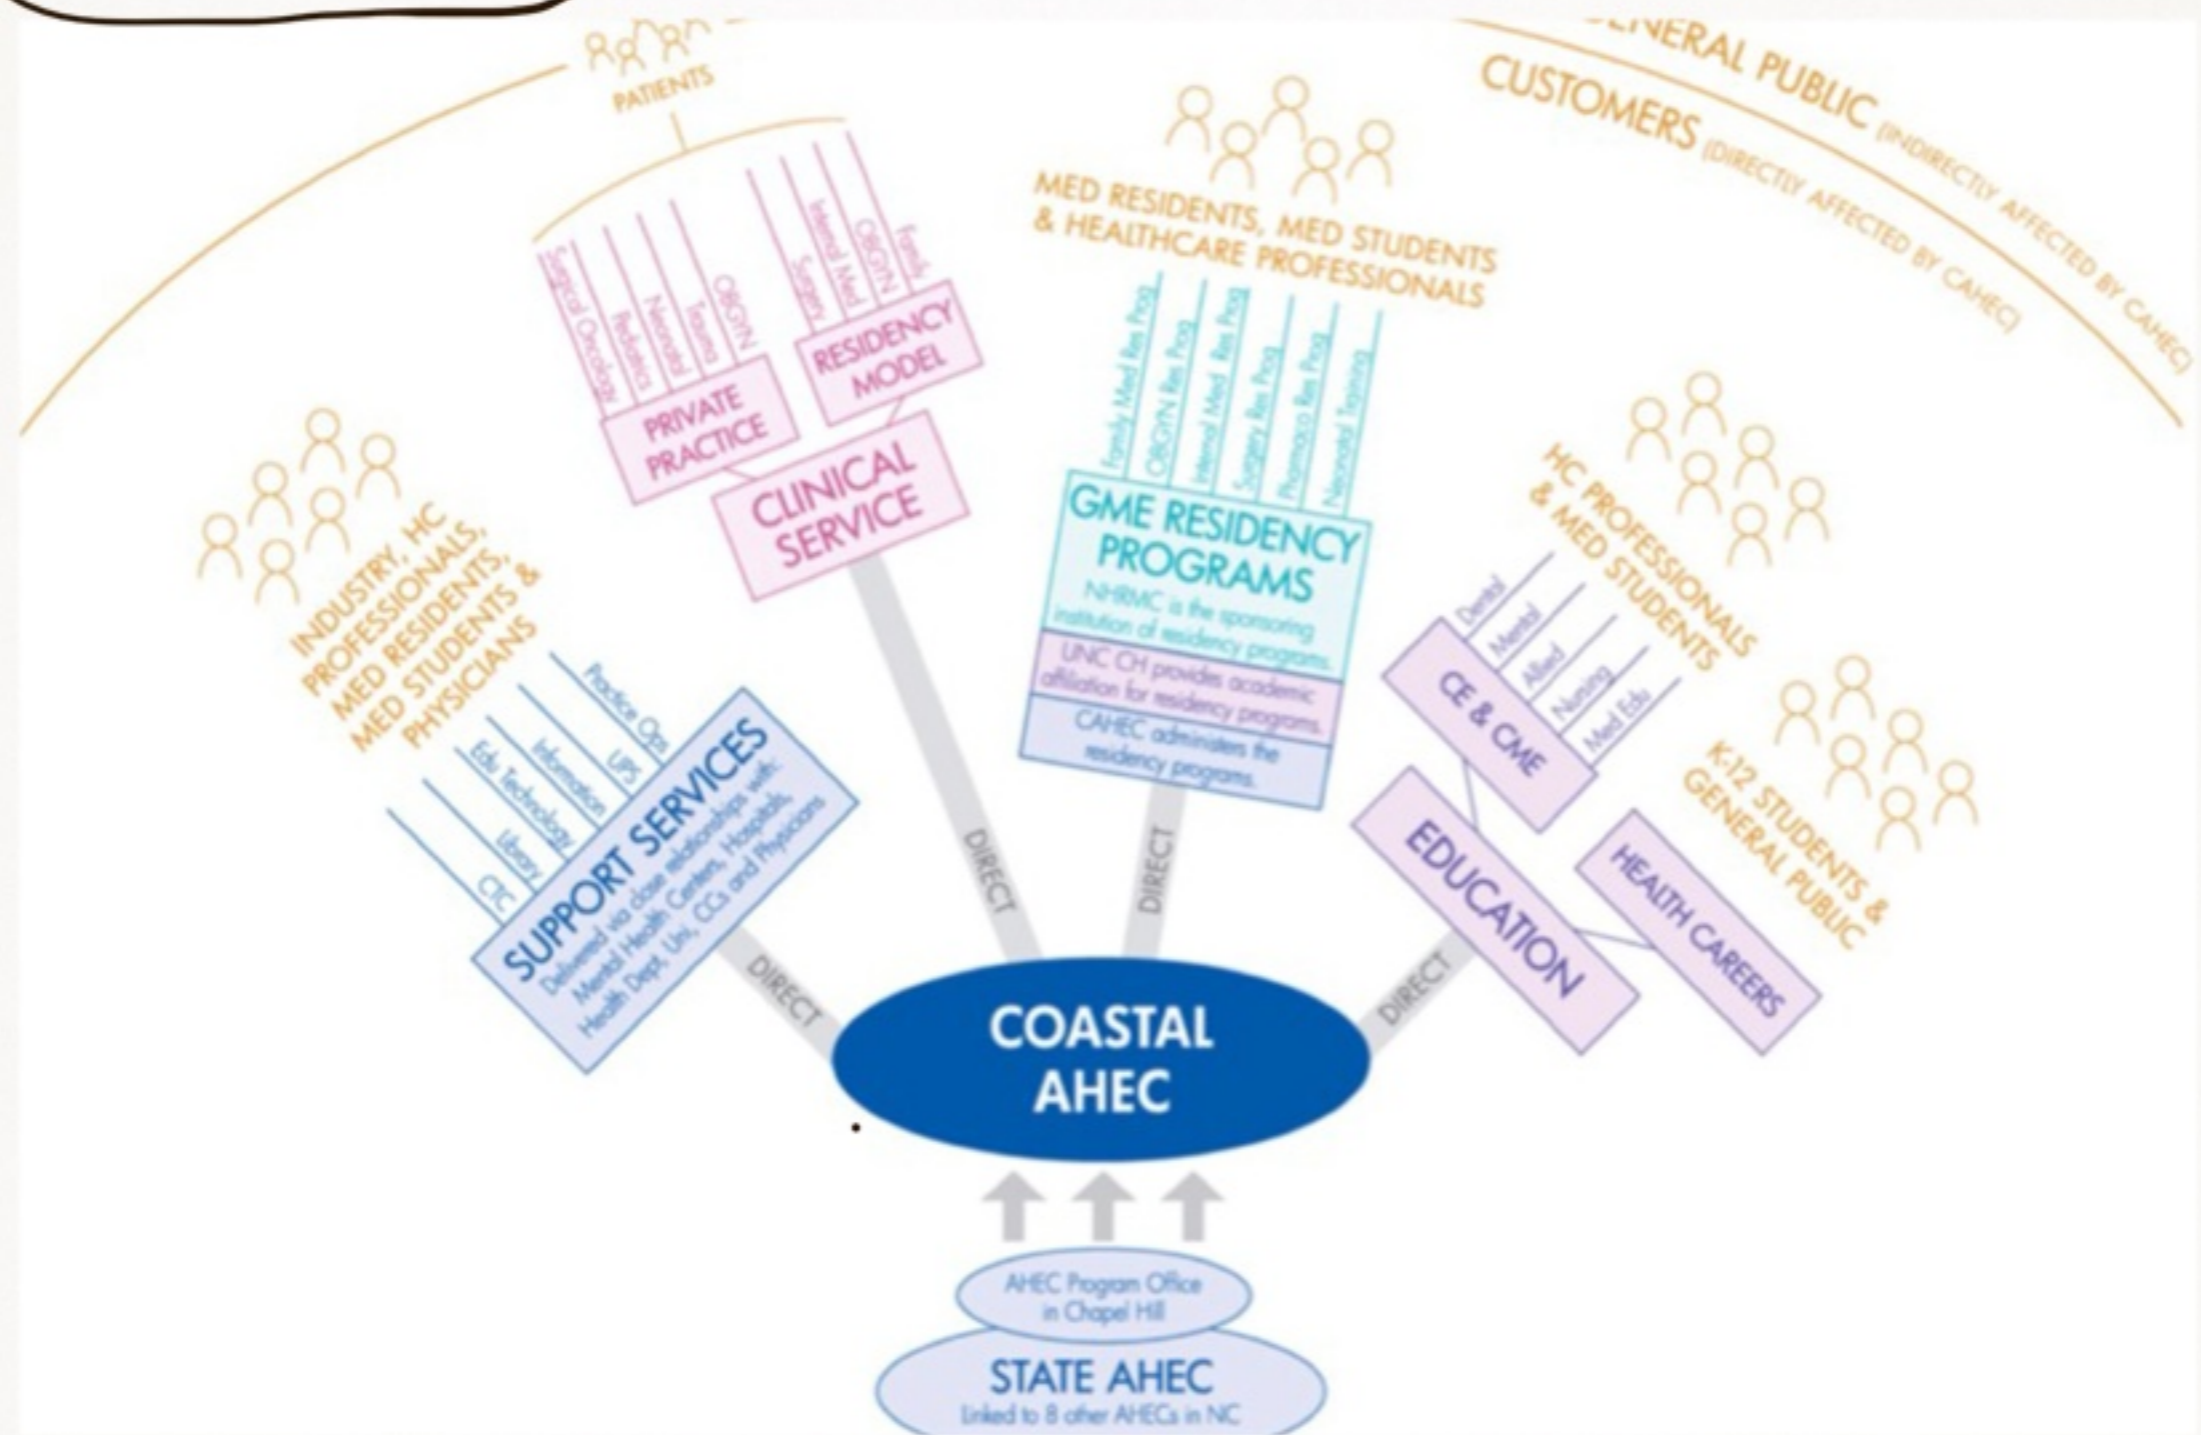 PATIENTS
GENERAL PUBLIC (INDIRECTLY AFFECTED BY CAHEC)
CUSTOMERS (DIRECTLY AFFECTED BY CAHEC)
INDUSTRY, HC
PROFESSIONALS,
MED RESIDENTS,
MED STUDENTS &
PHYSICIANS
CTC
Library
Edu Technology
Information
UPS
Practice Ops
SUPPORT SERVICES
Delivered via close relationships with:
Mental Health Centers, Hospitals,
Health Dept, Uni, CCs and Physicians
DIRECT
Surgical Oncology
Pediatrics
Neonatal
Trauma
OBGYN
PRIVATE
PRACTICE
Surgery
Internal Med
OBGYN
Family
RESIDENCY
MODEL
CLINICAL
SERVICE
DIRECT
MED RESIDENTS, MED STUDENTS
& HEALTHCARE PROFESSIONALS
Family Med Res Prog
OBGYN Res Prog
Internal Med Res Prog
Surgery Res Prog
Pharmaco Res Prog
Neonatal Training
GME RESIDENCY
PROGRAMS
NHRMC is the sponsoring
institution of residency programs.
UNC CH provides academic
affiliation for residency programs.
CAHEC administers the
residency programs.
DIRECT
HC PROFESSIONALS
& MED STUDENTS
Dental
Mental
Allied
Nursing
Med Edu
CE & CME
EDUCATION
DIRECT
K-12 STUDENTS &
GENERAL PUBLIC
HEALTH CAREERS
COASTAL
AHEC
AHEC Program Office
in Chapel Hill
STATE AHEC
Linked to 8 other AHECs in NC